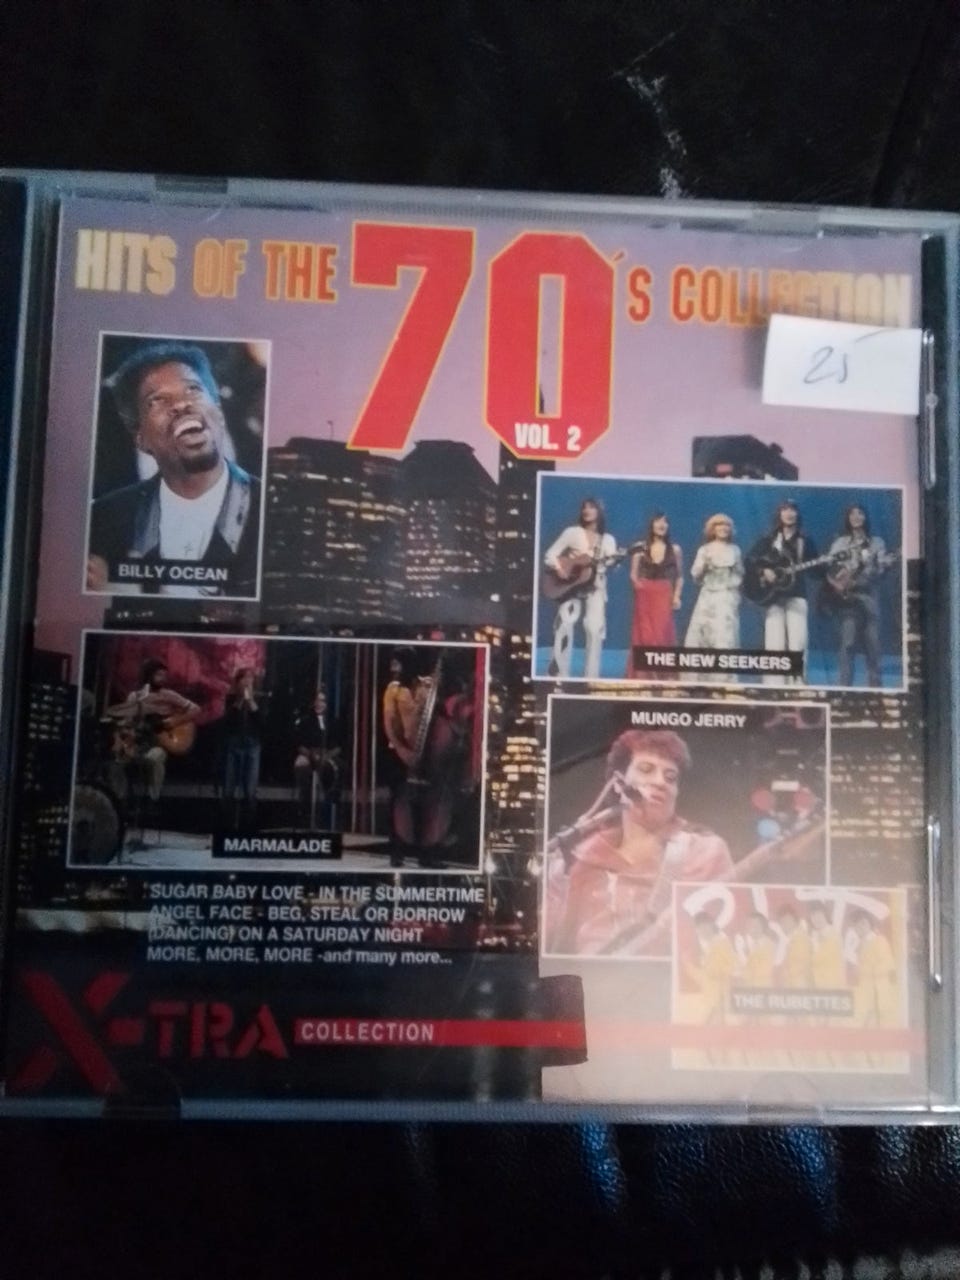 HITS OF THE 70´S COLLECTION
VOL. 2
25
BILLY OCEAN
THE NEW SEEKERS
MUNGO JERRY
MARMALADE
SUGAR BABY LOVE - IN THE SUMMERTIME
ANGEL FACE - BEG, STEAL OR BORROW
(DANCING) ON A SATURDAY NIGHT
MORE, MORE, MORE -and many more...
THE RUBETTES
X-TRA COLLECTION